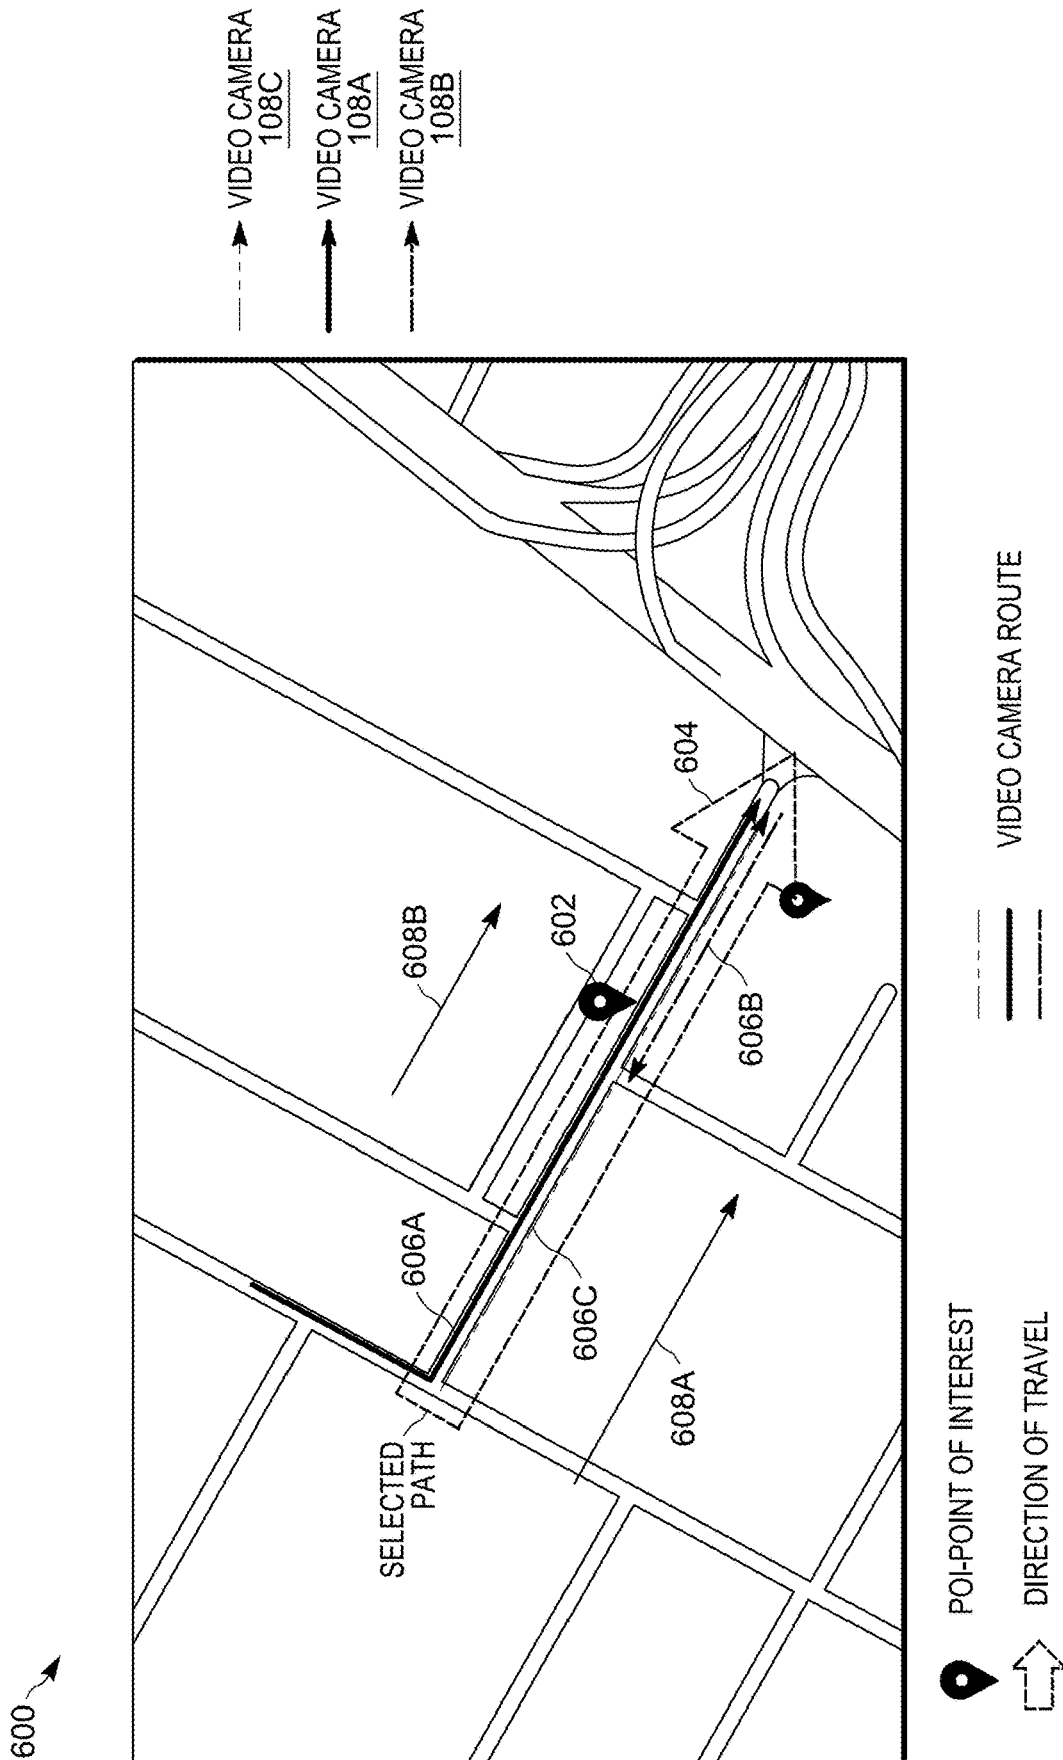 600
VIDEO CAMERA
108C
VIDEO CAMERA
108A
VIDEO CAMERA
108B
604
602
608B
606B
606A
606C
608A
SELECTED
PATH
POI-POINT OF INTEREST
DIRECTION OF TRAVEL
VIDEO CAMERA ROUTE